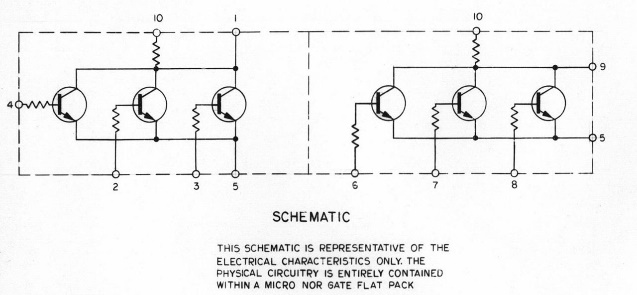 10 1 10
9
4
5
2 3 5 6 7 8
SCHEMATIC
THIS SCHEMATIC IS REPRESENTATIVE OF THE
ELECTRICAL CHARACTERISTICS ONLY. THE
PHYSICAL CIRCUITRY IS ENTIRELY CONTAINED
WITHIN A MICRO NOR GATE FLAT PACK